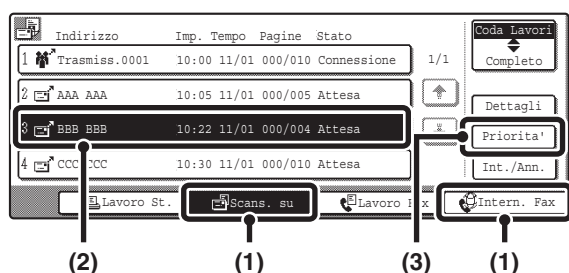 Indirizzo Imp. Tempo Pagine Stato
Coda Lavori
Completo
1 Trasmiss.0001 10:00 11/01 000/010 Connessione
1/1
2 AAA AAA 10:05 11/01 000/005 Attesa
Dettagli
3 BBB BBB 10:22 11/01 000/004 Attesa
Priorita'
4 CCC CCC 10:30 11/01 000/010 Attesa
Int./Ann.
Lavoro St. Scans. su Lavoro Fax Intern. Fax
(2) (1) (3) (1)